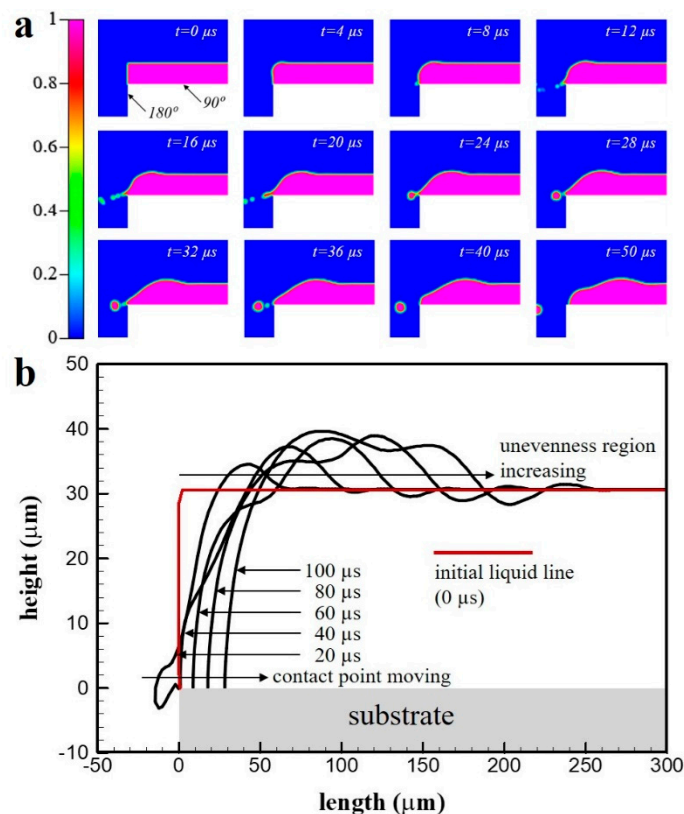 a
1
0.8
0.6
0.4
0.2
0
t=0 µs
t=4 µs
t=8 µs
t=12 µs
180º
90º
t=16 µs
t=20 µs
t=24 µs
t=28 µs
t=32 µs
t=36 µs
t=40 µs
t=50 µs
b
50
40
30
20
10
0
-10
height (µm)
unevenness region
increasing
initial liquid line
(0 µs)
100 µs
80 µs
60 µs
40 µs
20 µs
contact point moving
substrate
-50
0
50
100
150
200
250
300
length (µm)